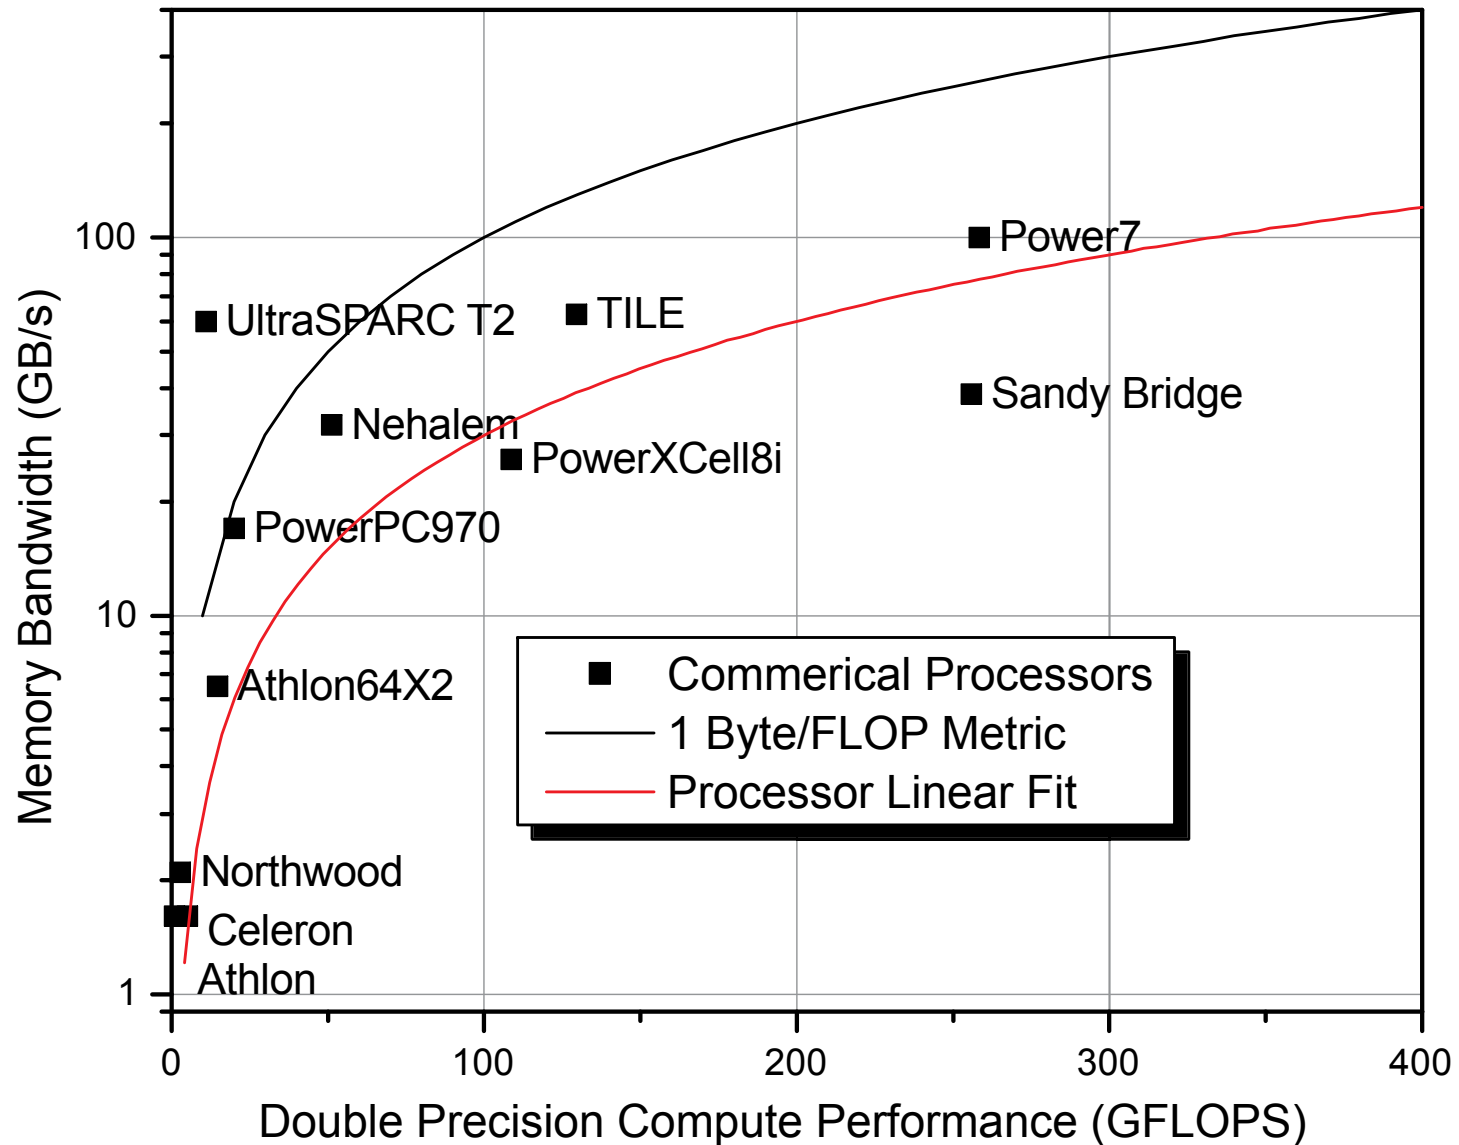 100
10
1
Memory Bandwidth (GB/s)
Power7
UltraSPARC T2
TILE
Sandy Bridge
Nehalem
PowerXCell8i
PowerPC970
Athlon64X2
Commerical Processors
1 Byte/FLOP Metric
Processor Linear Fit
Northwood
Celeron
Athlon
0
100
200
300
400
Double Precision Compute Performance (GFLOPS)